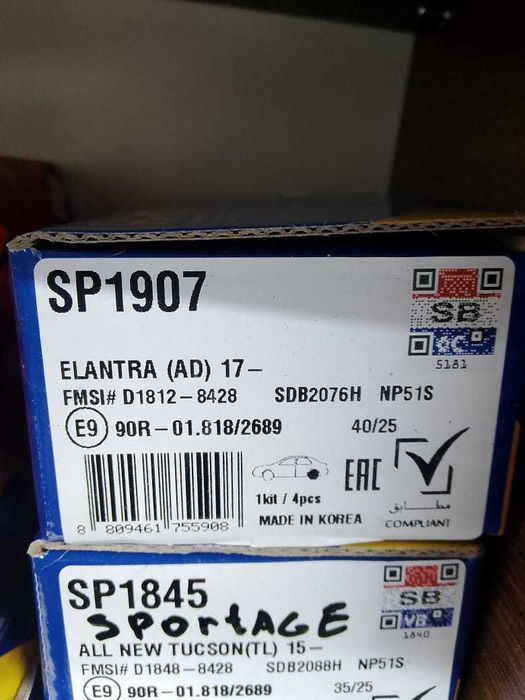 SP1907
SB
QC
5181
ELANTRA (AD) 17-
FMSI# D1812-8428 SDB2076H NP51S
E9 90R-01.818/2689 40/25
EAC
مطابق
COMPLIANT
1kit / 4pcs
MADE IN KOREA
8 809461 755908
SP1845
SPORTAGE
SB
1840
ALL NEW TUCSON(TL) 15-
FMSI# D1848-8428 SDB2088H NP51S
E9 90R-01.818/2689 35/25